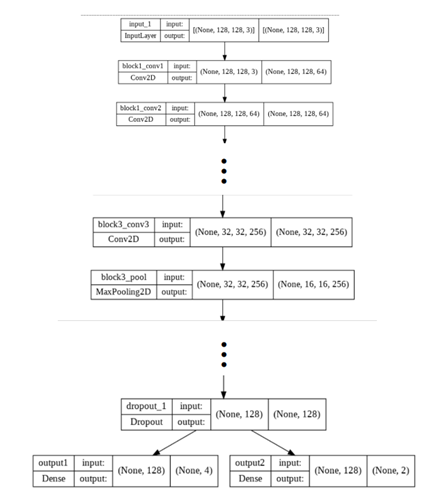 input_1 input: [(None, 128, 128, 3)] [(None, 128, 128, 3)]
InputLayer output:
block1_conv1 input: (None, 128, 128, 3) (None, 128, 128, 64)
Conv2D output:
block1_conv2 input: (None, 128, 128, 64) (None, 128, 128, 64)
Conv2D output:
block3_conv3 input: (None, 32, 32, 256) (None, 32, 32, 256)
Conv2D output:
block3_pool input: (None, 32, 32, 256) (None, 16, 16, 256)
MaxPooling2D output:
dropout_1 input: (None, 128) (None, 128)
Dropout output:
output1 input: (None, 128) (None, 4)
Dense output:
output2 input: (None, 128) (None, 2)
Dense output: